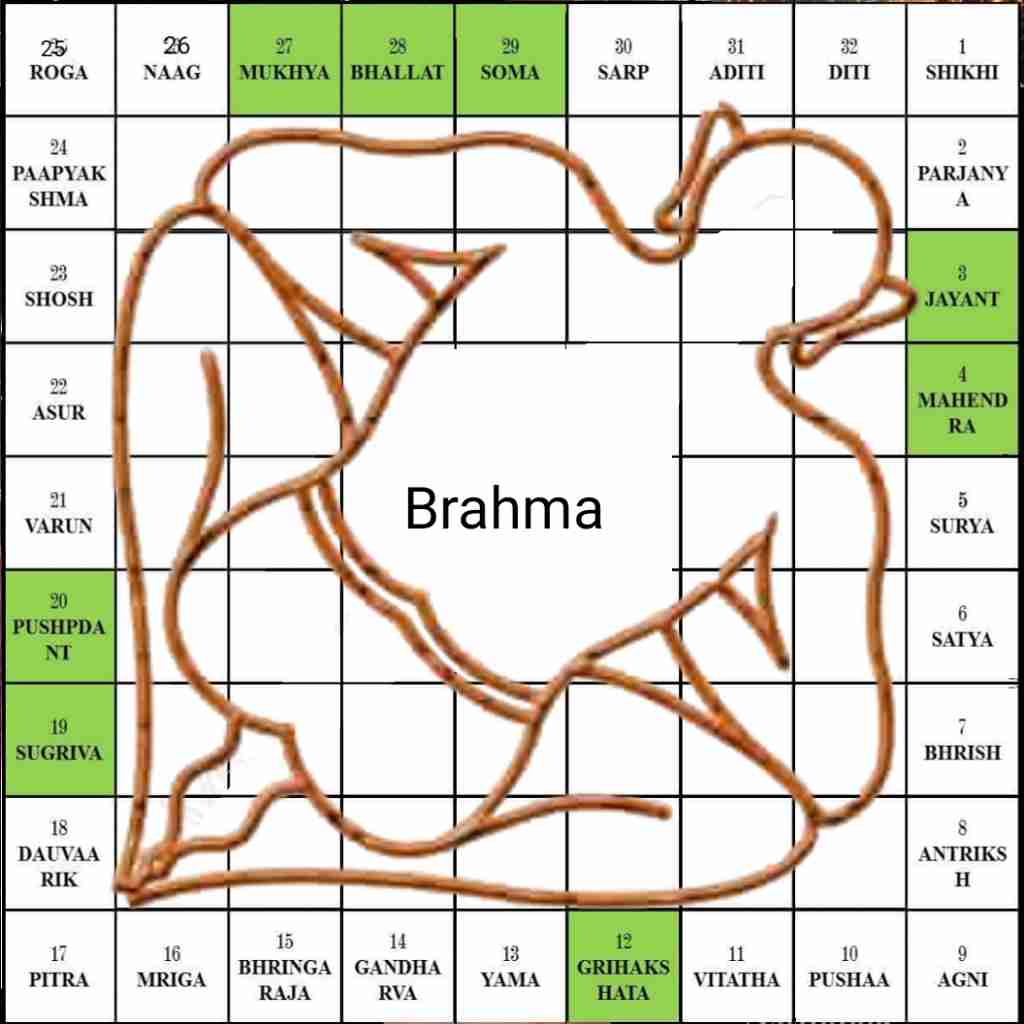 25
ROGA
26
NAAG
27
MUKHYA
28
BHALLAT
29
SOMA
30
SARP
31
ADITI
32
DITI
1
SHIKHI
24
PAAPYAK
SHMA
2
PARJANY
A
23
SHOSH
3
JAYANT
22
ASUR
4
MAHEND
RA
21
VARUN
Brahma
5
SURYA
20
PUSHPDA
NT
6
SATYA
19
SUGRIVA
7
BHRISH
18
DAUVAA
RIK
8
ANTRIKS
H
17
PITRA
16
MRIGA
15
BHRINGA
RAJA
14
GANDHA
RVA
13
YAMA
12
GRIHAKS
HATA
11
VITATHA
10
PUSHAA
9
AGNI